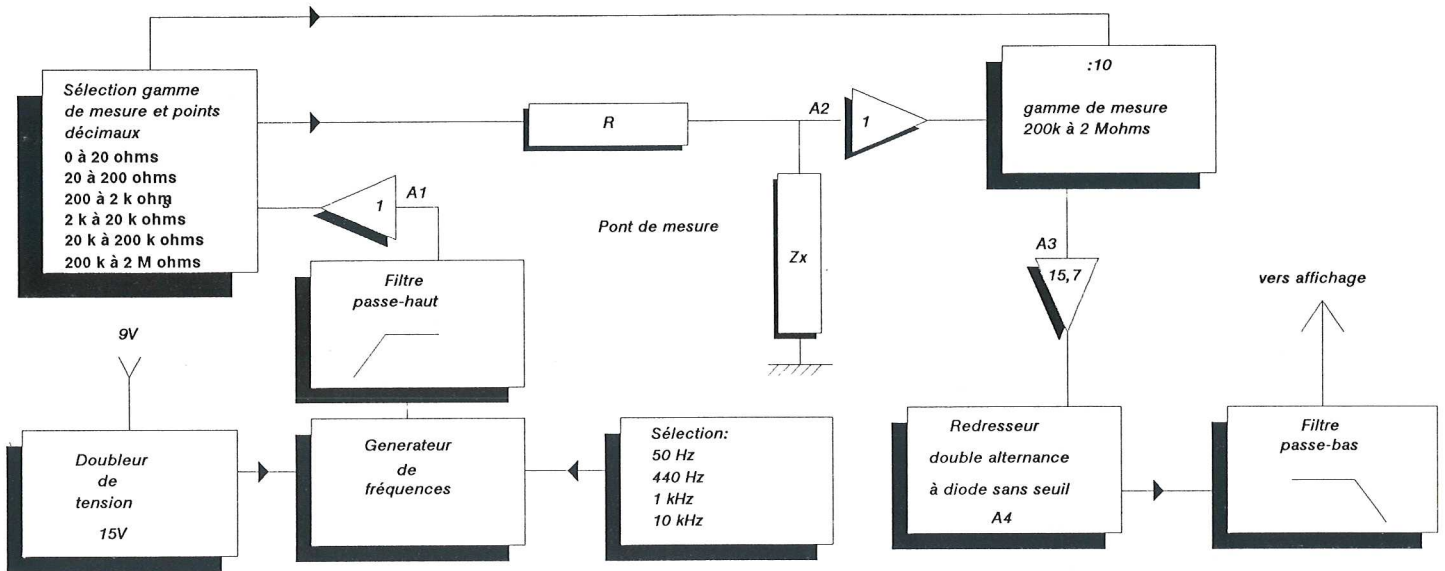 Sélection gamme
de mesure et points
décimaux
0 à 20 ohms
20 à 200 ohms
200 à 2 k ohms
2 k à 20 k ohms
20 k à 200 k ohms
200 k à 2 M ohms
R
A2
1
:10
gamme de mesure
200k à 2 Mohms
A1
1
Pont de mesure
Zx
A3
15,7
vers affichage
Filtre
passe-haut
9V
Doubleur
de
tension
15V
Generateur
de
fréquences
Sélection:
50 Hz
440 Hz
1 kHz
10 kHz
Redresseur
double alternance
à diode sans seuil
A4
Filtre
passe-bas